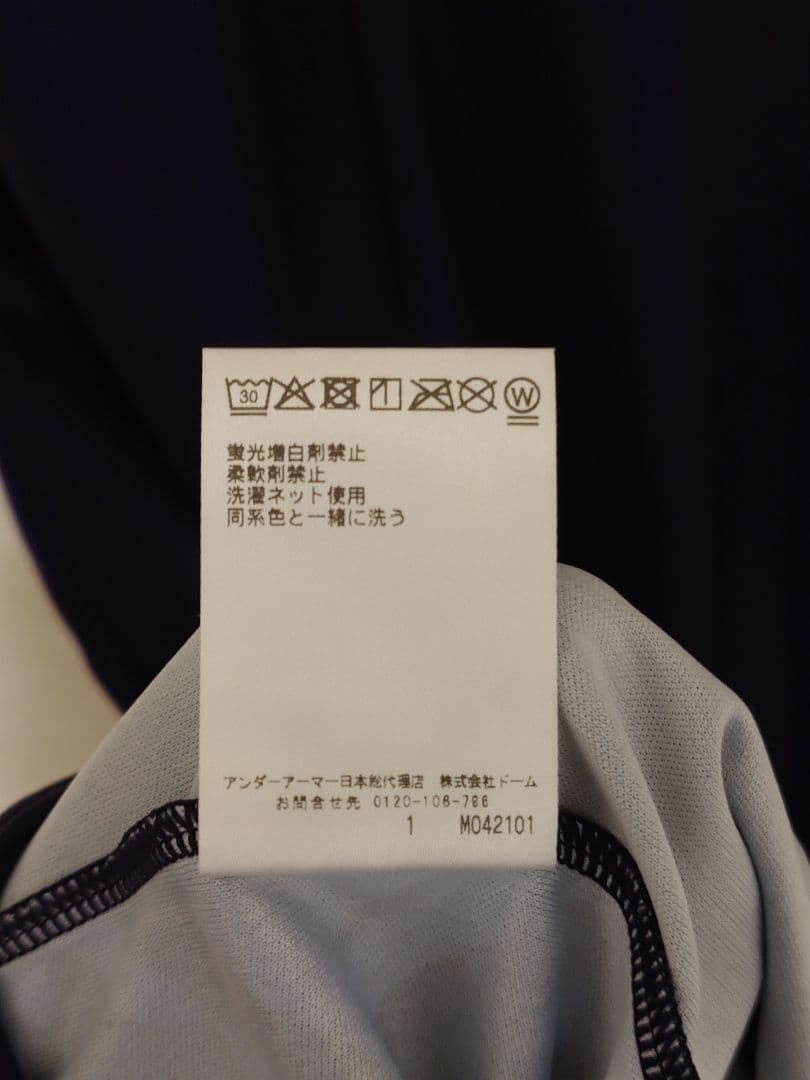 30 W
蛍光増白剤禁止
柔軟剤禁止
洗濯ネット使用
同系色と一緒に洗う
アンダーアーマー日本総代理店 株式会社ドーム
お問合せ先 0120-106-786
1 M042101